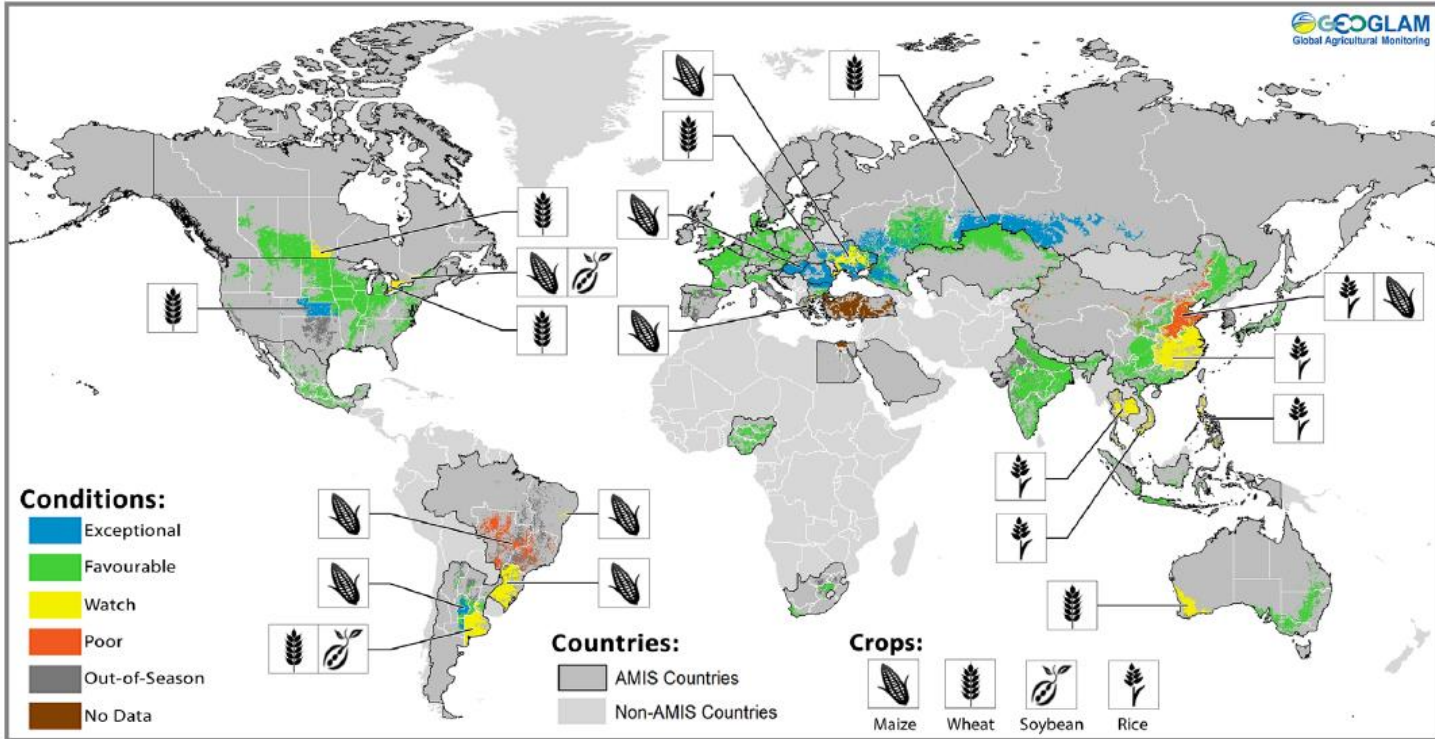 GEOGLAM
Global Agricultural Monitoring
Conditions:
Exceptional
Favourable
Watch
Poor
Out-of-Season
No Data
Countries:
AMIS Countries
Non-AMIS Countries
Crops:
Maize
Wheat
Soybean
Rice